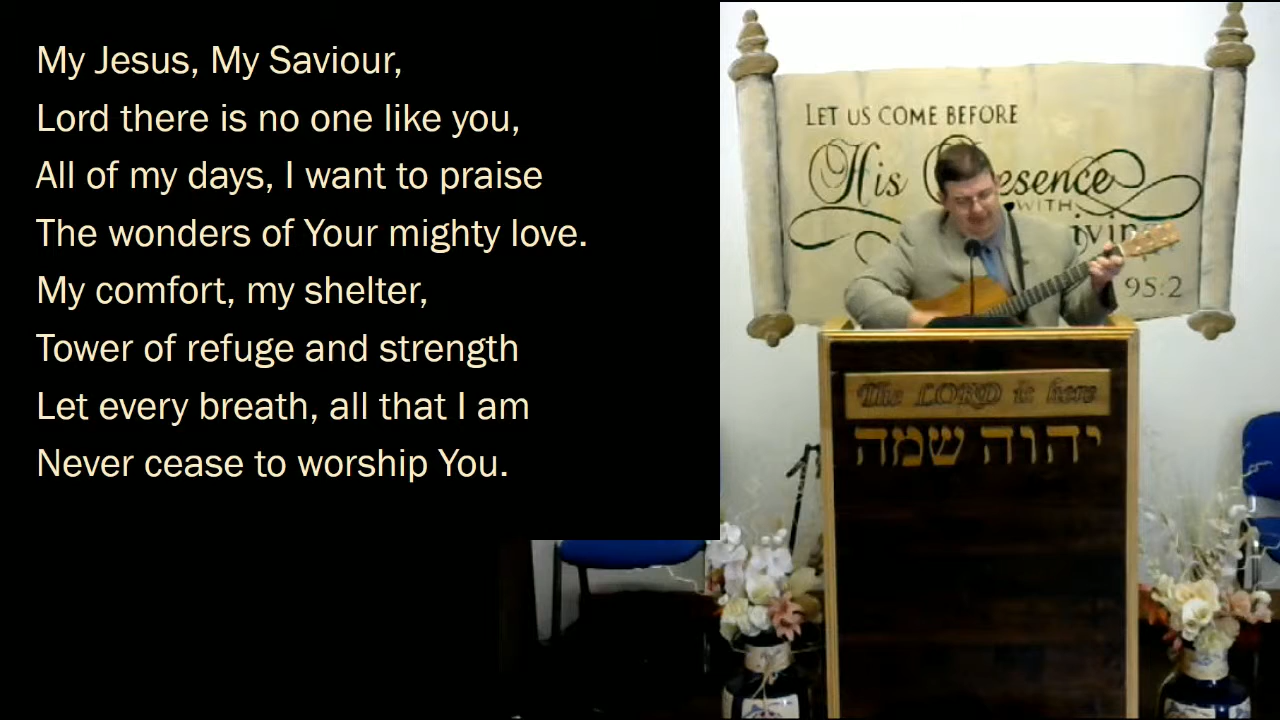 My Jesus, My Saviour,
Lord there is no one like you,
All of my days, I want to praise
The wonders of Your mighty love.
My comfort, my shelter,
Tower of refuge and strength
Let every breath, all that I am
Never cease to worship You.
LET US COME BEFORE
His
WITH
95:2
The LORD is here
יהוה שמה